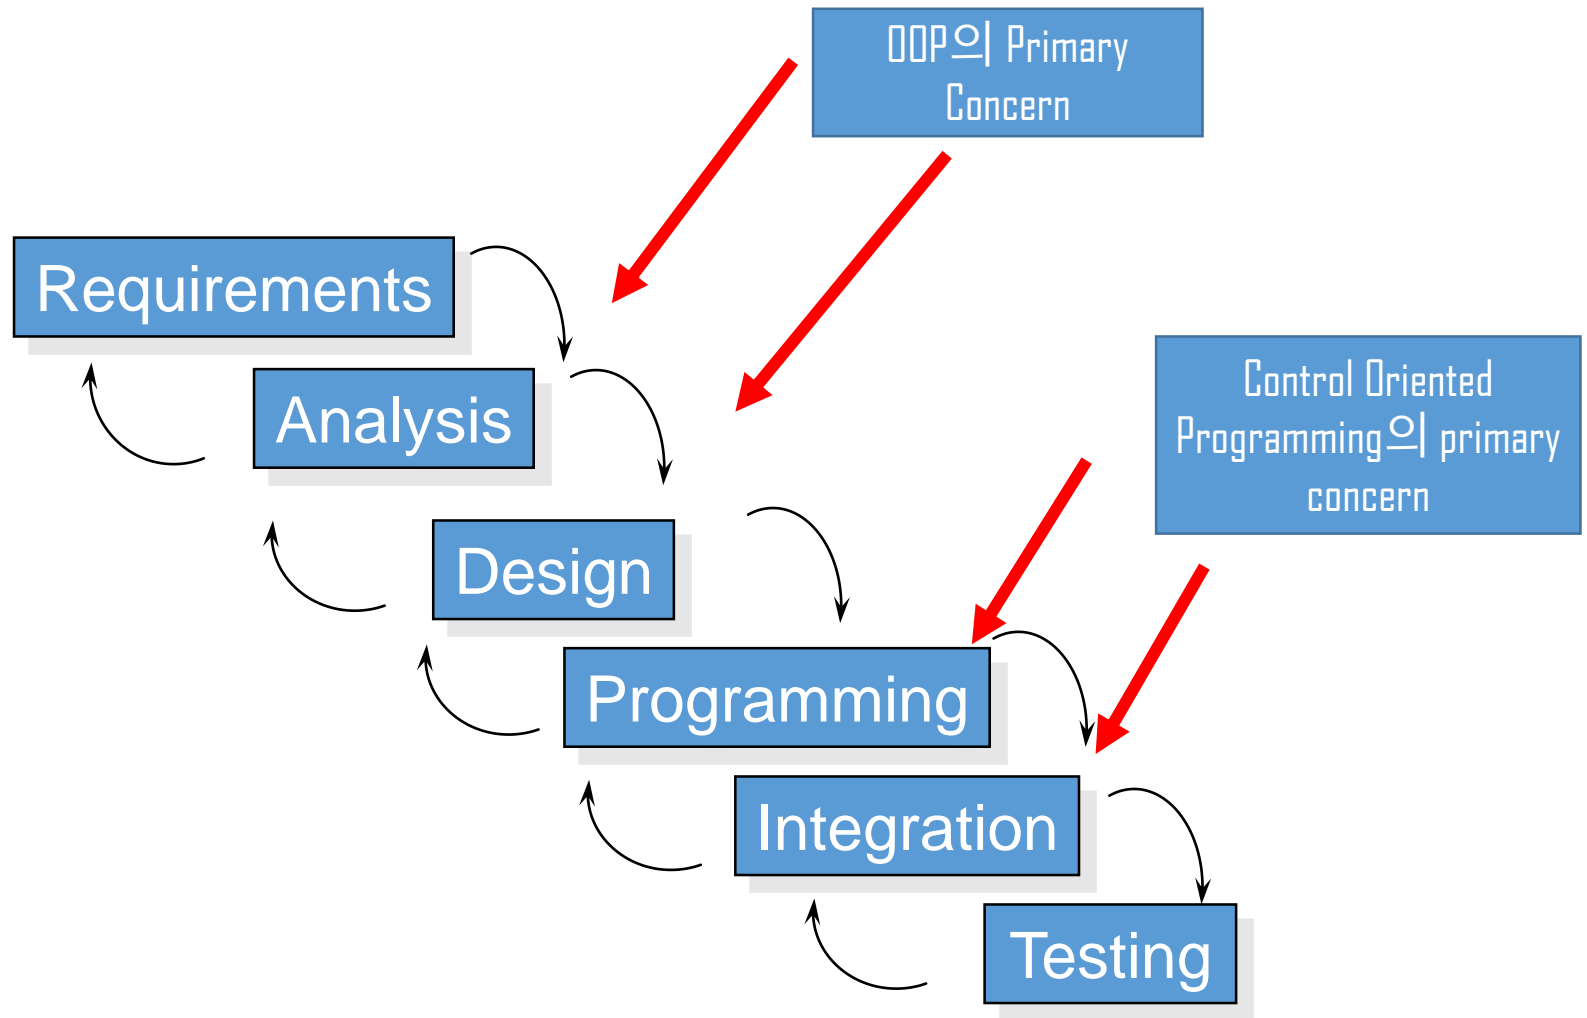 OOP의 Primary
Concern
Requirements
Control Oriented
Programming의 primary
concern
Analysis
Design
Programming
Integration
Testing